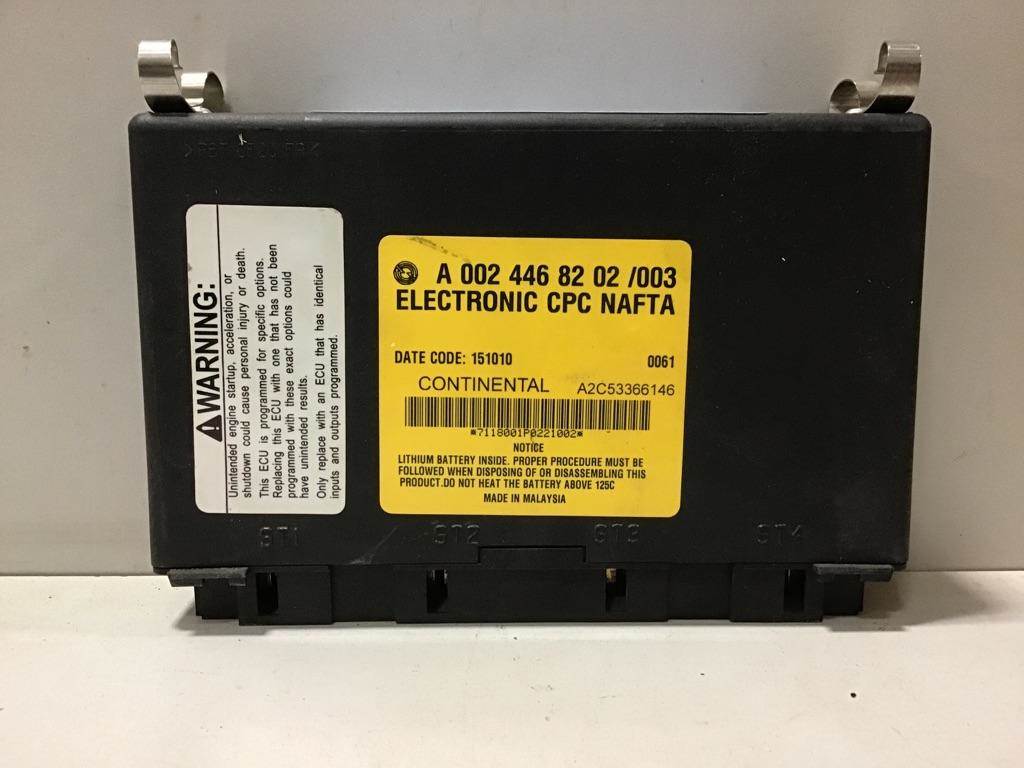 ⚠WARNING:
Unintended engine startup, acceleration, or
shutdown could cause personal injury or death.
This ECU is programmed for specific options.
Replacing this ECU with one that has not been
programmed with these exact options could
have unintended results.
Only replace with an ECU that has identical
inputs and outputs programmed.
A 002 446 82 02 /003
ELECTRONIC CPC NAFTA
DATE CODE: 151010 0061
CONTINENTAL A2C53366146
*7118001P0221002*
NOTICE
LITHIUM BATTERY INSIDE. PROPER PROCEDURE MUST BE
FOLLOWED WHEN DISPOSING OF OR DISASSEMBLING THIS
PRODUCT.DO NOT HEAT THE BATTERY ABOVE 125C
MADE IN MALAYSIA
ST1 ST2 ST3 ST4